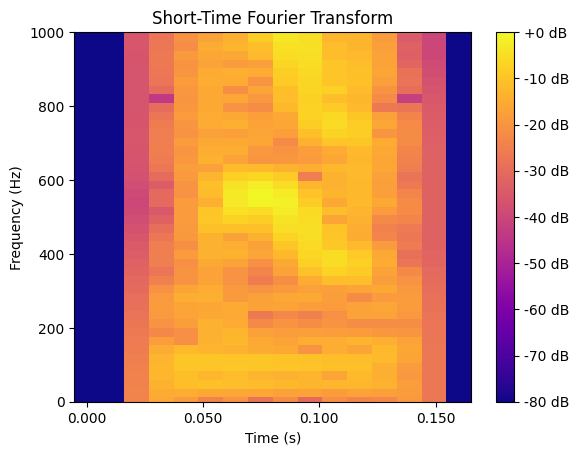 Short-Time Fourier Transform
1000
800
600
400
200
0
Frequency (Hz)
0.000
0.050
0.100
0.150
Time (s)
+0 dB
-10 dB
-20 dB
-30 dB
-40 dB
-50 dB
-60 dB
-70 dB
-80 dB